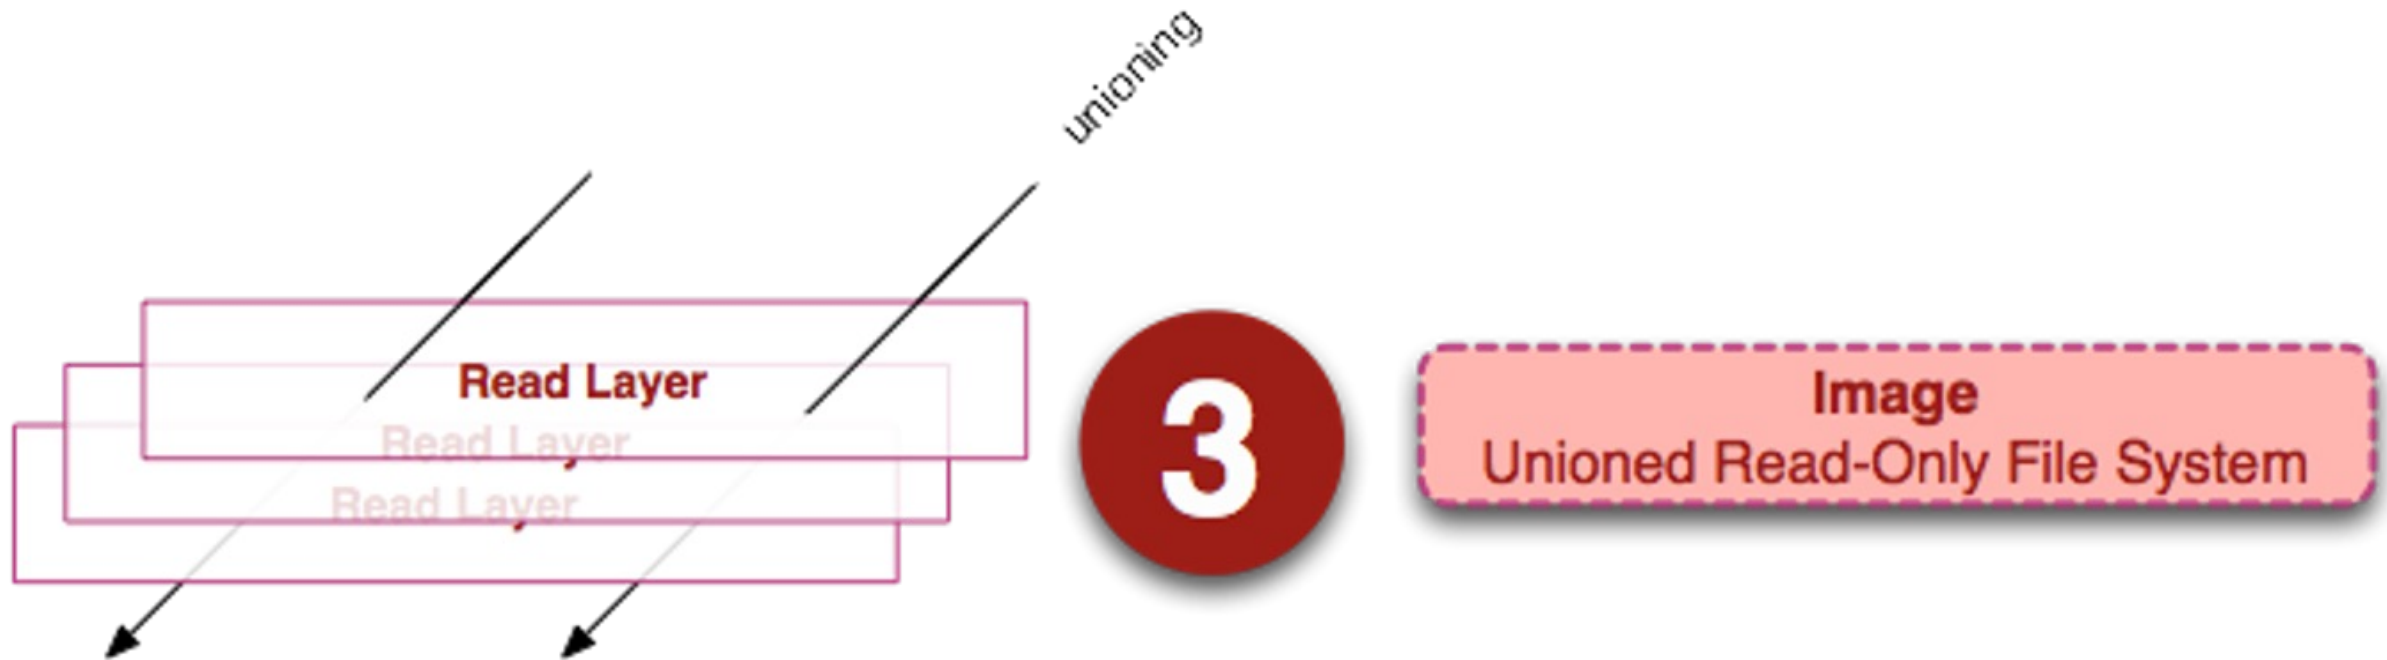 unioning
Read Layer
Read Layer
Read Layer
3
Image
Unioned Read-Only File System